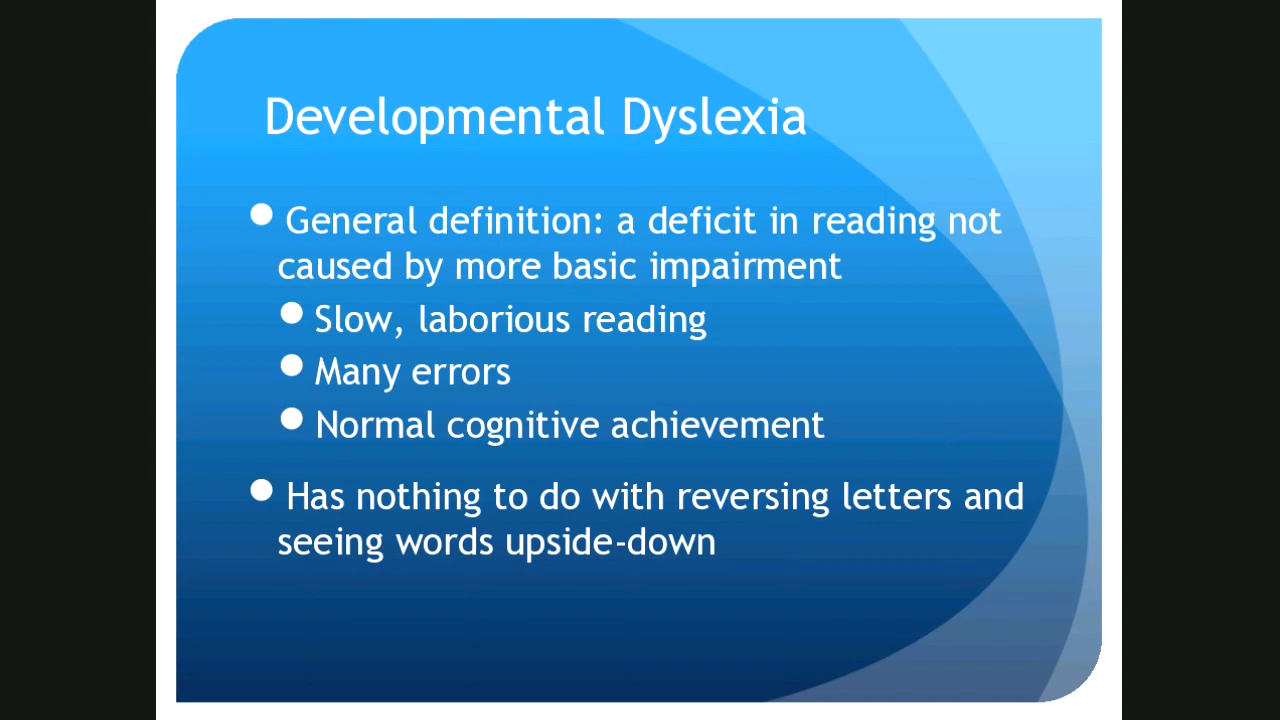 Developmental Dyslexia
General definition: a deficit in reading not
caused by more basic impairment
Slow, laborious reading
Many errors
Normal cognitive achievement
Has nothing to do with reversing letters and
seeing words upside-down